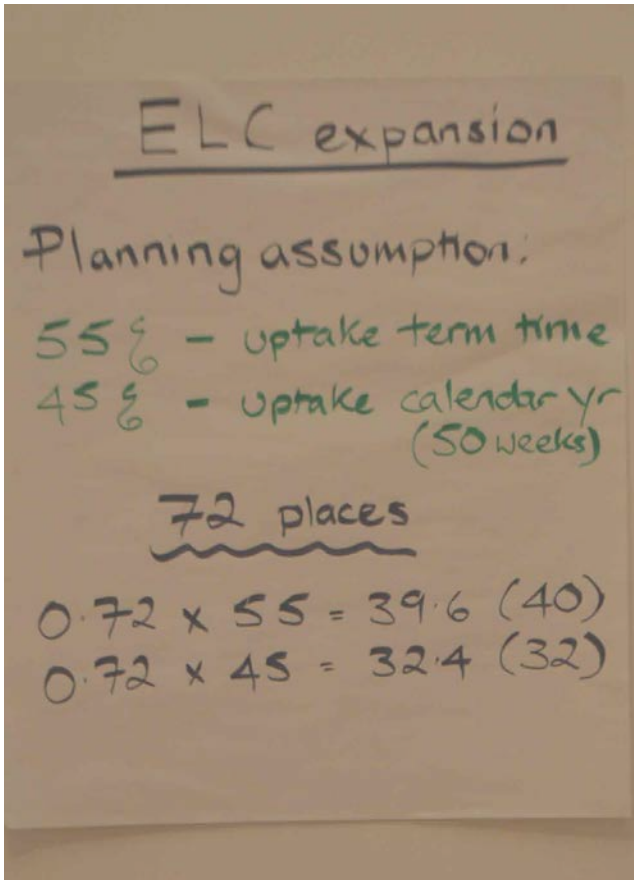 ELC expansion
Planning assumption:
55% - uptake term time
45% - uptake calendar yr
(50 weeks)
72 places
0.72 x 55 = 39.6 (40)
0.72 x 45 = 32.4 (32)